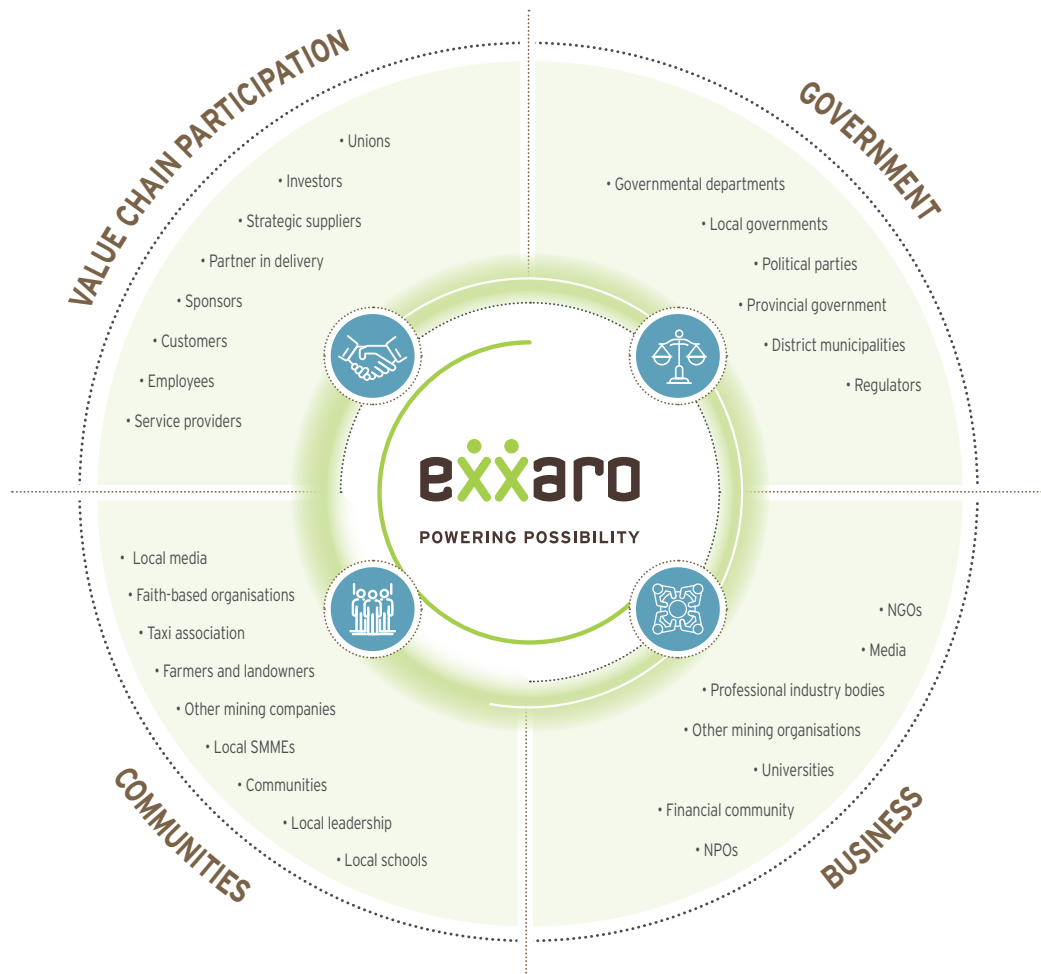 VALUE CHAIN PARTICIPATION
• Unions
• Investors
• Strategic suppliers
• Partner in delivery
• Sponsors
• Customers
• Employees
• Service providers
GOVERNMENT
• Governmental departments
• Local governments
• Political parties
• Provincial government
• District municipalities
• Regulators
exxaro
POWERING POSSIBILITY
COMMUNITIES
• Local media
• Faith-based organisations
• Taxi association
• Farmers and landowners
• Other mining companies
• Local SMMEs
• Communities
• Local leadership
• Local schools
BUSINESS
• NGOs
• Media
• Professional industry bodies
• Other mining organisations
• Universities
• Financial community
• NPOs